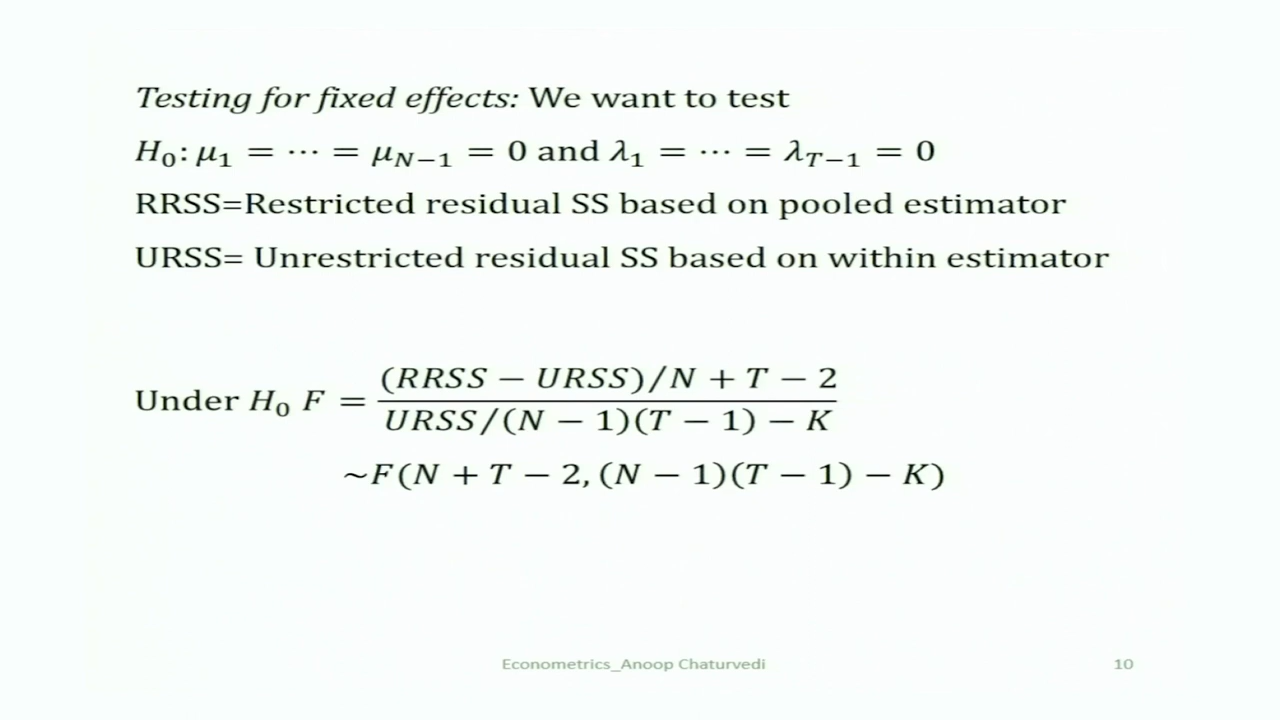 Testing for fixed effects: We want to test
H₀: μ₁ = ⋯ = μ_{N−1} = 0 and λ₁ = ⋯ = λ_{T−1} = 0
RRSS=Restricted residual SS based on pooled estimator
URSS= Unrestricted residual SS based on within estimator
Under H₀ F = \frac{(RRSS − URSS)/N + T − 2}{URSS/(N − 1)(T − 1) − K}
~F(N + T − 2, (N − 1)(T − 1) − K)
Econometrics_Anoop Chaturvedi 10